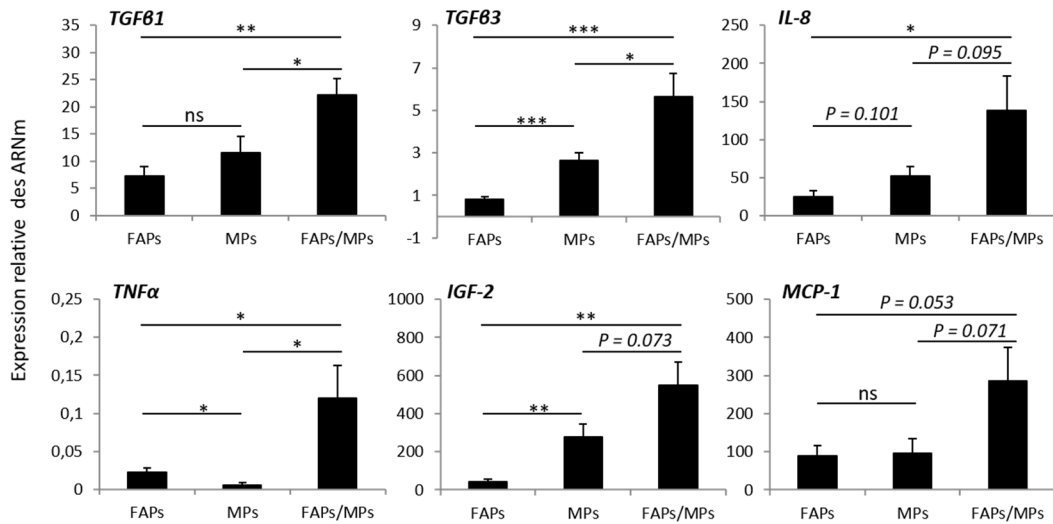 Expression relative des ARNm
TGFβ1
35
30
25
20
15
10
5
0
**
*
ns
FAPs MPs FAPs/MPs
TGFβ3
9
7
5
3
1
-1
***
*
***
FAPs MPs FAPs/MPs
IL-8
250
200
150
100
50
0
*
P = 0.095
P = 0.101
FAPs MPs FAPs/MPs
TNFα
0,25
0,2
0,15
0,1
0,05
0
*
*
*
FAPs MPs FAPs/MPs
IGF-2
1000
800
600
400
200
0
**
P = 0.073
**
FAPs MPs FAPs/MPs
MCP-1
500
400
300
200
100
0
P = 0.053
P = 0.071
ns
FAPs MPs FAPs/MPs